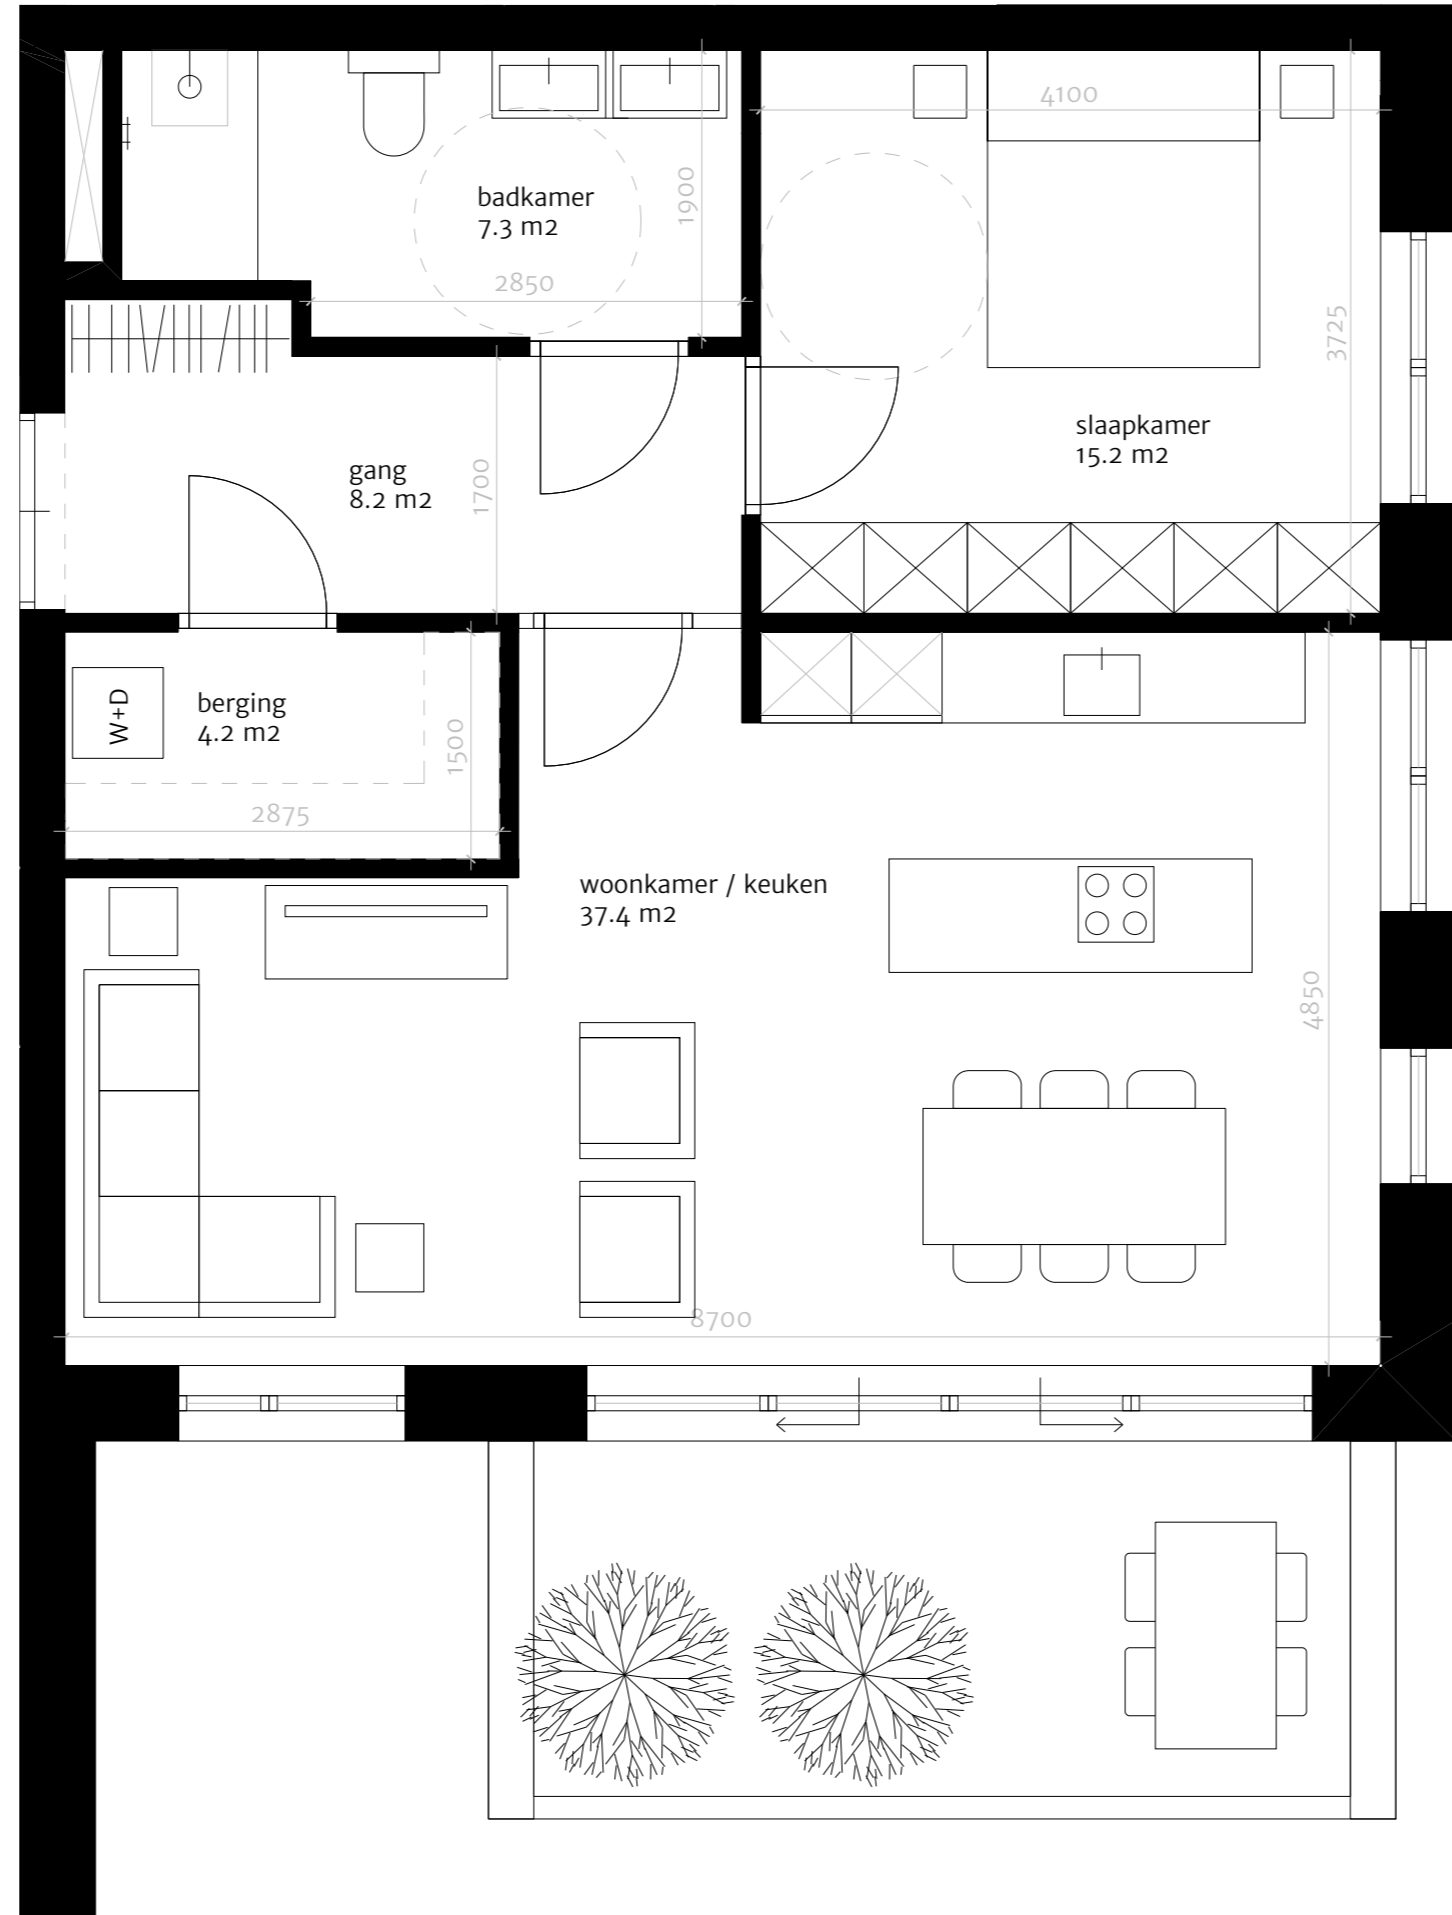 4100
badkamer
7.3 m2
1900
2850
3725
slaapkamer
15.2 m2
gang
8.2 m2
1700
W+D
berging
4.2 m2
1500
2875
woonkamer / keuken
37.4 m2
4850
8700